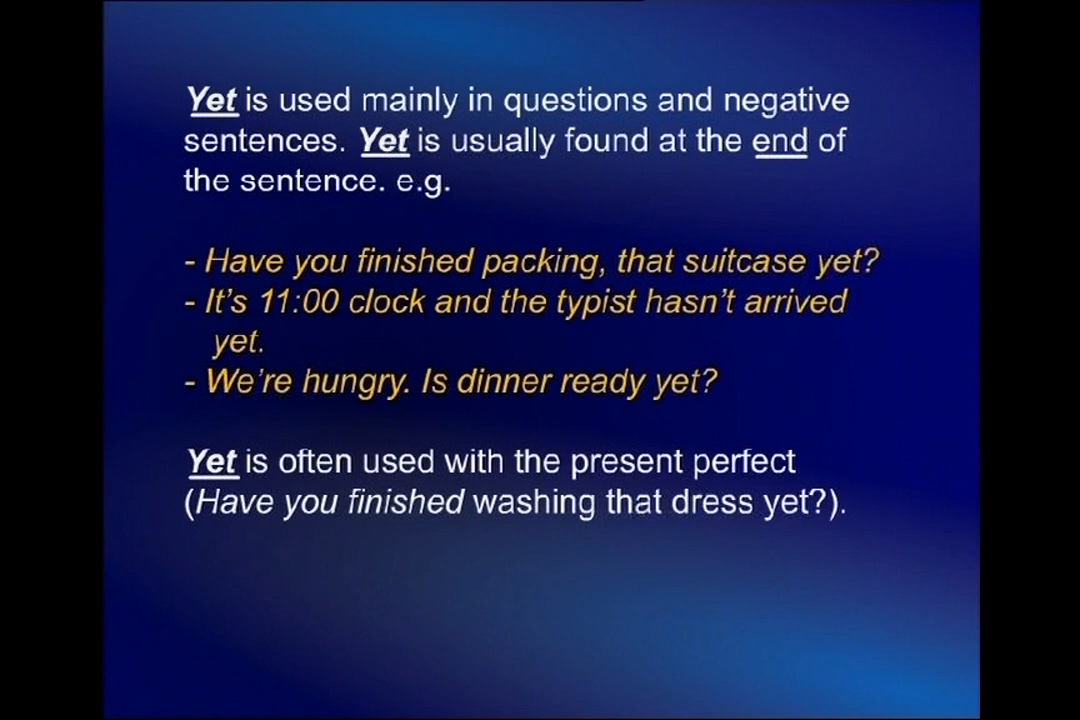 Yet is used mainly in questions and negative
sentences. Yet is usually found at the end of
the sentence. e.g.
- Have you finished packing, that suitcase yet?
- It's 11:00 clock and the typist hasn't arrived
yet.
- We're hungry. Is dinner ready yet?
Yet is often used with the present perfect
(Have you finished washing that dress yet?).